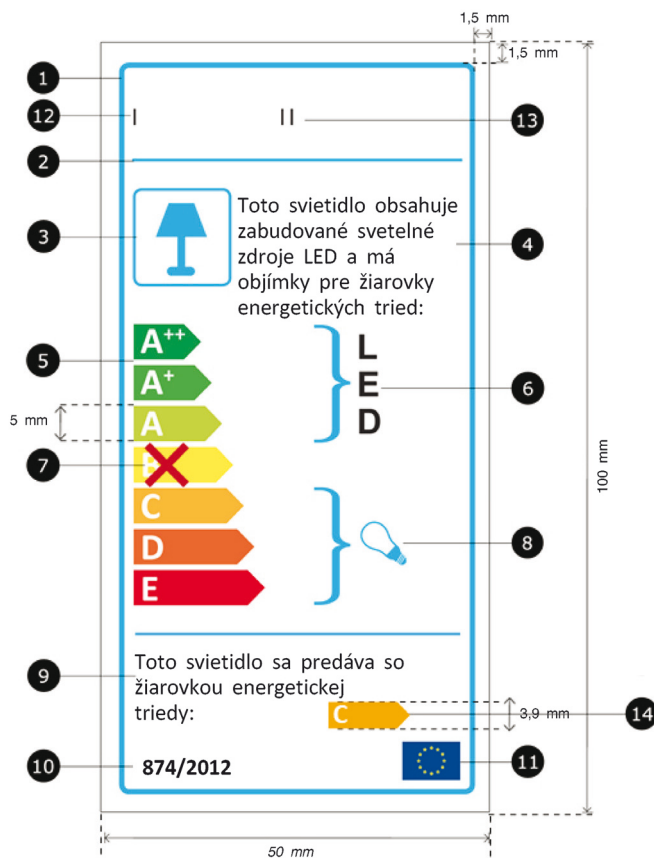 1,5 mm
1,5 mm
1
12 I II 13
2
3
Toto svietidlo obsahuje
zabudované svetelné
zdroje LED a má
objímky pre žiarovky
energetických tried:
4
A++
5
A+
L
E
D
6
5 mm
A
7
C
D
E
8
100 mm
9
Toto svietidlo sa predáva so
žiarovkou energetickej
triedy:
C
3,9 mm
14
10
874/2012
11
50 mm